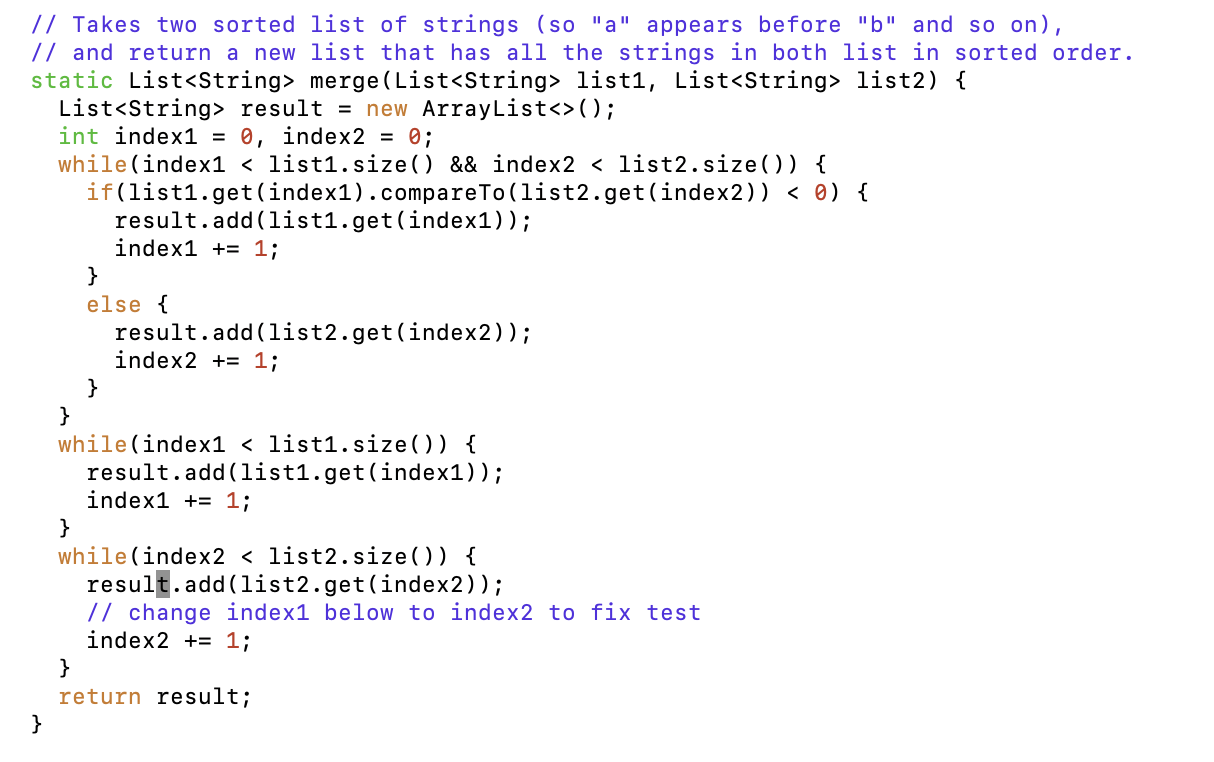 // Takes two sorted list of strings (so "a" appears before "b" and so on),
// and return a new list that has all the strings in both list in sorted order.
static List<String> merge(List<String> list1, List<String> list2) {
  List<String> result = new ArrayList<>();
  int index1 = 0, index2 = 0;
  while(index1 < list1.size() && index2 < list2.size()) {
    if(list1.get(index1).compareTo(list2.get(index2)) < 0) {
      result.add(list1.get(index1));
      index1 += 1;
    }
    else {
      result.add(list2.get(index2));
      index2 += 1;
    }
  }
  while(index1 < list1.size()) {
    result.add(list1.get(index1));
    index1 += 1;
  }
  while(index2 < list2.size()) {
    result.add(list2.get(index2));
    // change index1 below to index2 to fix test
    index2 += 1;
  }
  return result;
}